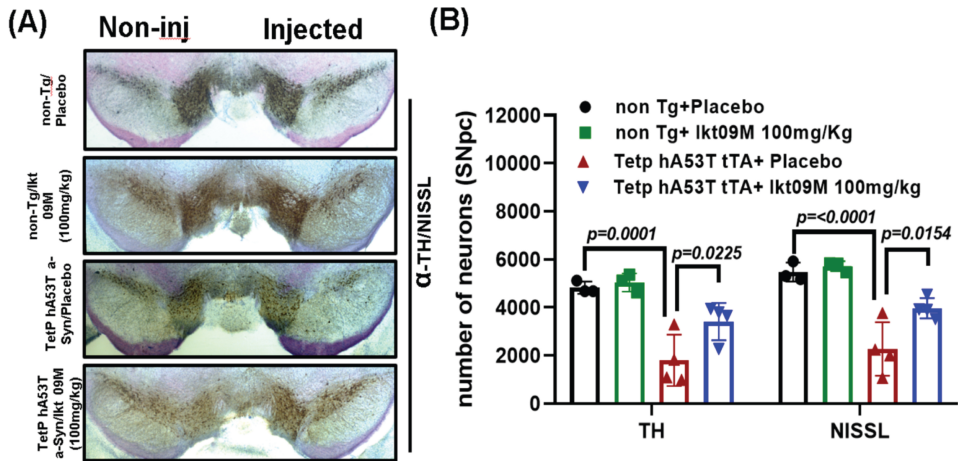 (A)
Non-inj
Injected
non-Tg/
Placebo
non-Tg/Ikt
09M
(100mg/kg)
TetP hA53T a-
Syn/Placebo
TetP hA53T
a-Syn/Ikt 09M
(100mg/kg)
α-TH/NISSL
(B)
number of neurons (SNpc)
12000
10000
8000
6000
4000
2000
0
non Tg+Placebo
non Tg+ Ikt09M 100mg/Kg
Tetp hA53T tTA+ Placebo
Tetp hA53T tTA+ Ikt09M 100mg/kg
p=0.0001
p=0.0225
p=<0.0001
p=0.0154
TH
NISSL